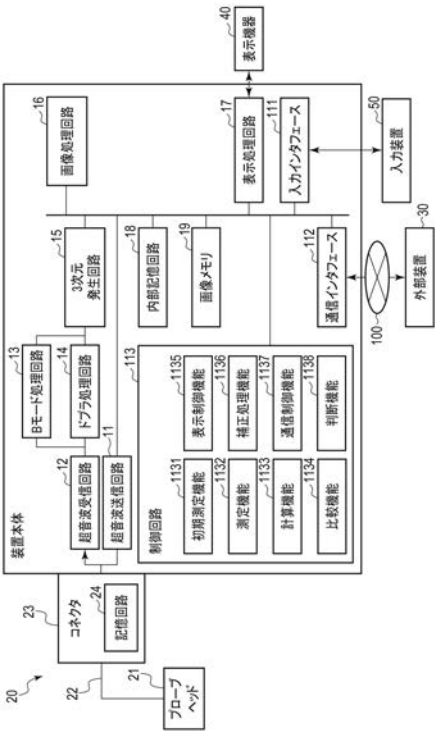 20
23
22
21
プローブ
ヘッド
コネクタ
24
記憶回路
装置本体
12
超音波受信回路
11
超音波送信回路
13
Bモード処理回路
14
ドプラ処理回路
15
3次元
発生回路
16
画像処理回路
18
内部記憶回路
19
画像メモリ
17
表示処理回路
40
表示機器
111
入力インタフェース
50
入力装置
112
通信インタフェース
100
30
外部装置
113
制御回路
1131
初期測定機能
1135
表示制御機能
1132
測定機能
1136
補正処理機能
1133
計算機能
1137
通信制御機能
1134
比較機能
1138
判断機能